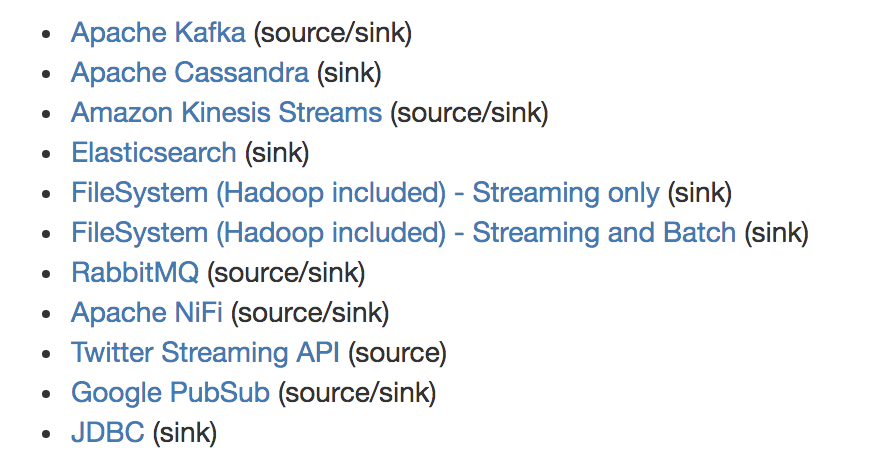 • Apache Kafka (source/sink)
• Apache Cassandra (sink)
• Amazon Kinesis Streams (source/sink)
• Elasticsearch (sink)
• FileSystem (Hadoop included) - Streaming only (sink)
• FileSystem (Hadoop included) - Streaming and Batch (sink)
• RabbitMQ (source/sink)
• Apache NiFi (source/sink)
• Twitter Streaming API (source)
• Google PubSub (source/sink)
• JDBC (sink)